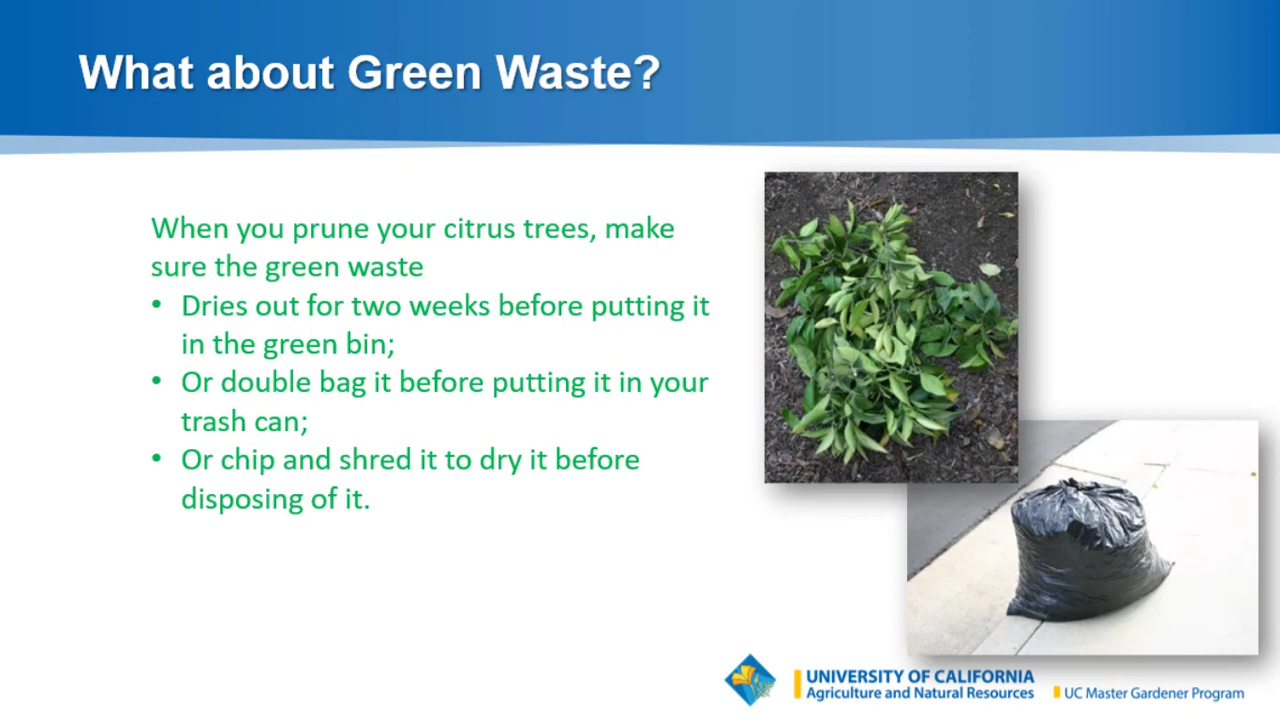 What about Green Waste?
When you prune your citrus trees, make
sure the green waste
• Dries out for two weeks before putting it
in the green bin;
• Or double bag it before putting it in your
trash can;
• Or chip and shred it to dry it before
disposing of it.
UNIVERSITY OF CALIFORNIA
Agriculture and Natural Resources
UC Master Gardener Program